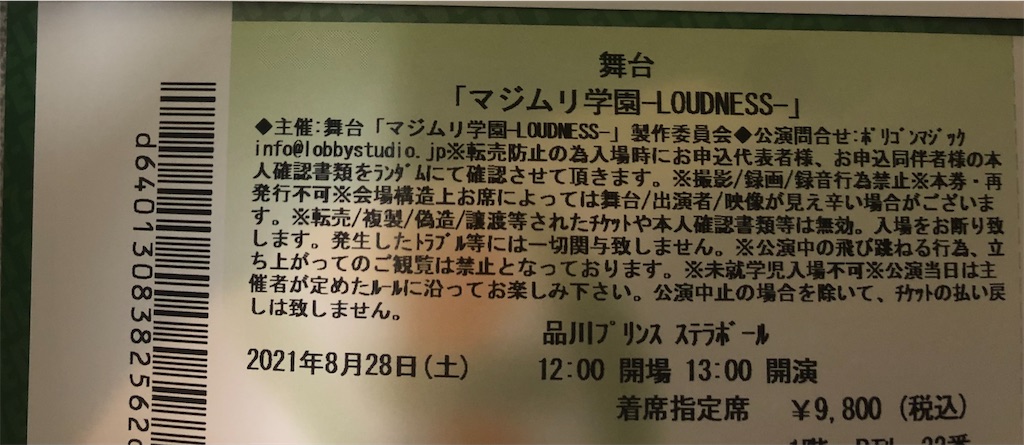 舞台
「マジムリ学園-LOUDNESS-」
◆主催:舞台「マジムリ学園-LOUDNESS-」製作委員会◆公演問合せ:ﾎﾟﾘｺﾞﾝﾏｼﾞｯｸ
info@lobbystudio.jp※転売防止の為入場時にお申込代表者様、お申込同伴者様の本
人確認書類をﾗﾝﾀﾞﾑにて確認させて頂きます。※撮影/録画/録音行為禁止※本券・再
発行不可※会場構造上お席によっては舞台/出演者/映像が見え辛い場合がございま
す。※転売/複製/偽造/譲渡等されたﾁｹｯﾄや本人確認書類等は無効。入場をお断り致
します。発生したﾄﾗﾌﾞﾙ等には一切関与致しません。※公演中の飛び跳ねる行為、立
ち上がってのご観覧は禁止となっております。※未就学児入場不可※公演当日は主
催者が定めたﾙｰﾙに沿ってお楽しみ下さい。公演中止の場合を除いて、ﾁｹｯﾄの払い戻
しは致しません。
品川ﾌﾟﾘﾝｽ ｽﾃﾗﾎﾞｰﾙ
2021年8月28日(土) 12:00 開場 13:00 開演
着席指定席 ¥9,800 (税込)
d6401308382562